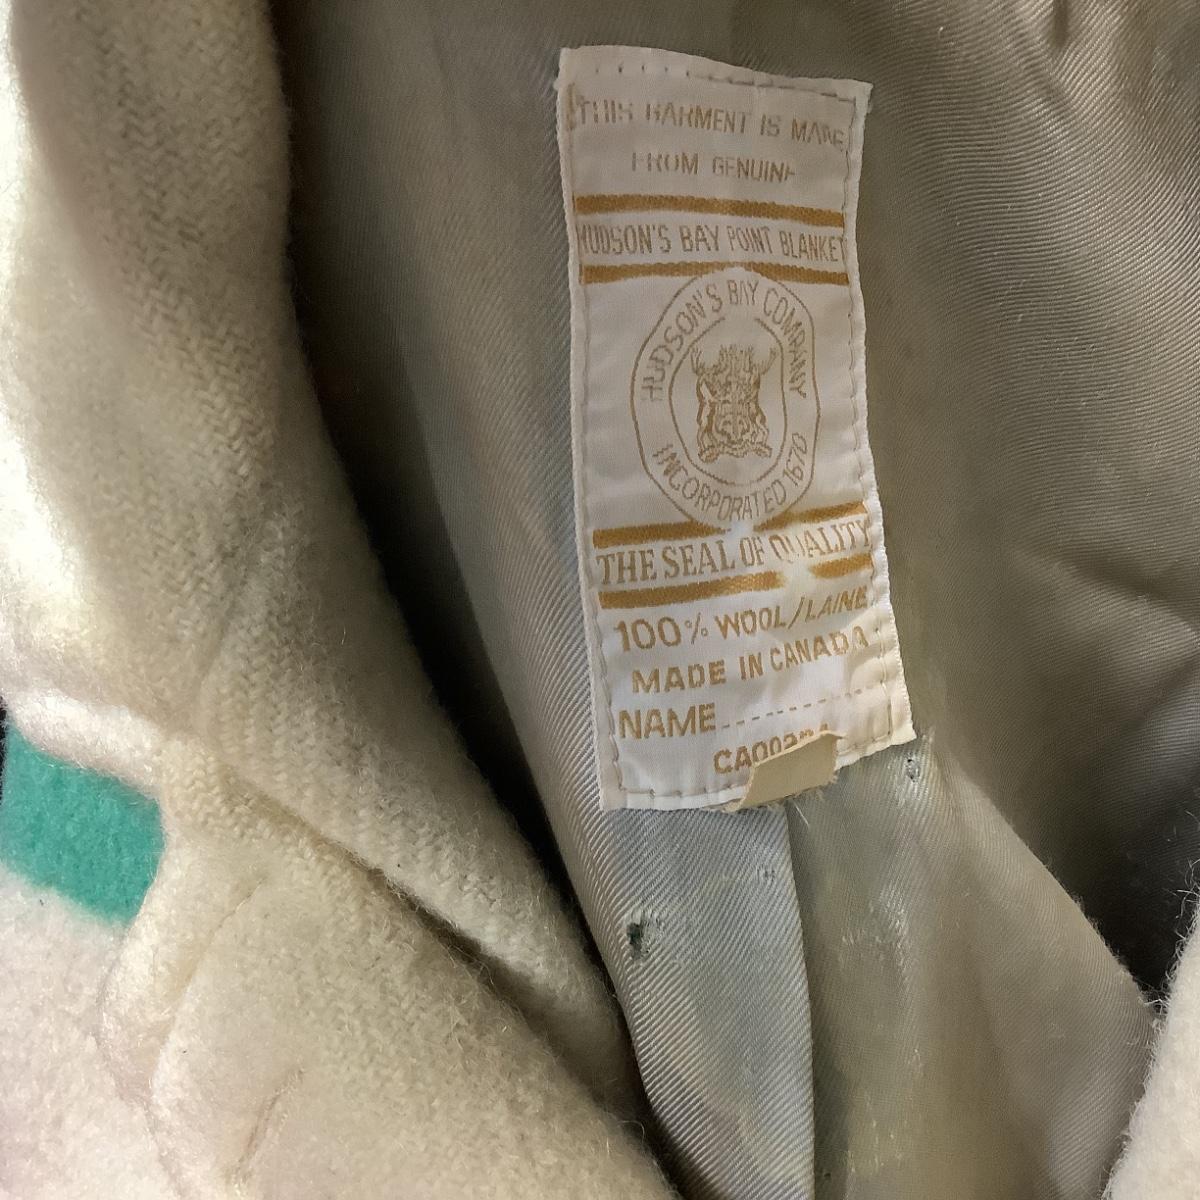 THIS GARMENT IS MADE
FROM GENUINE
HUDSON'S BAY POINT BLANKET
HUDSON'S BAY COMPANY
INCORPORATED 1670
THE SEAL OF QUALITY
100% WOOL/LAINE
MADE IN CANADA
NAME